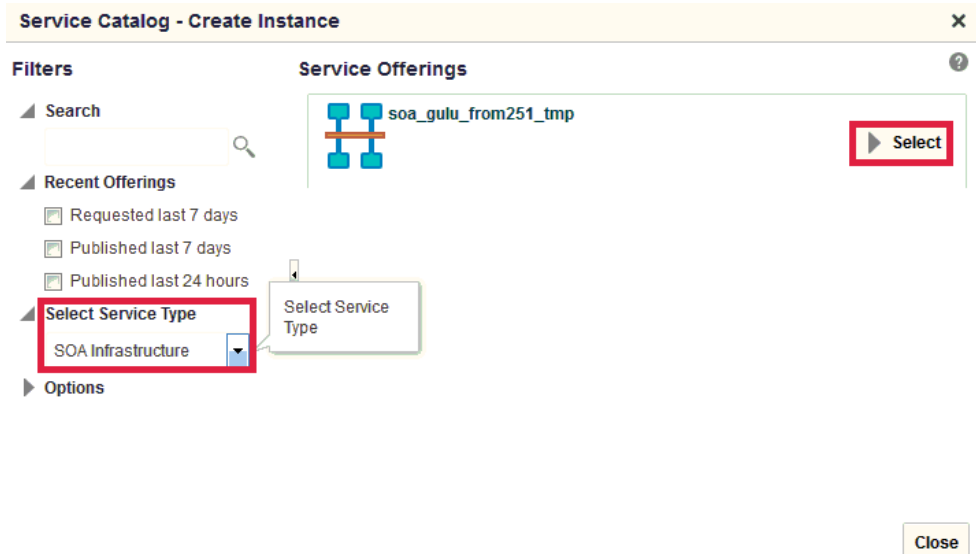 Service Catalog - Create Instance
Filters
Service Offerings
Search
soa_gulu_from251_tmp
Select
Recent Offerings
Requested last 7 days
Published last 7 days
Published last 24 hours
Select Service Type
SOA Infrastructure
Select Service
Type
Options
Close